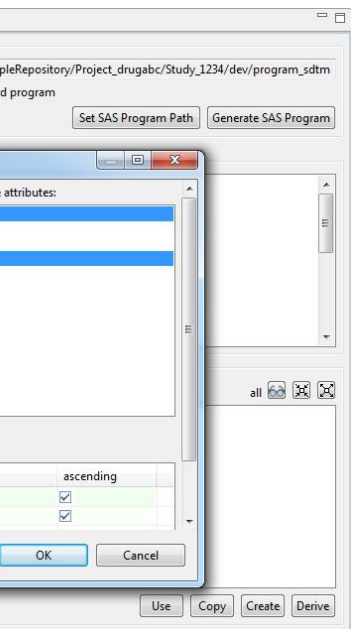 pleRepository/Project_drugabc/Study_1234/dev/program_sdtm
d program
Set SAS Program Path Generate SAS Program
attributes:
all
ascending
OK Cancel
Use Copy Create Derive